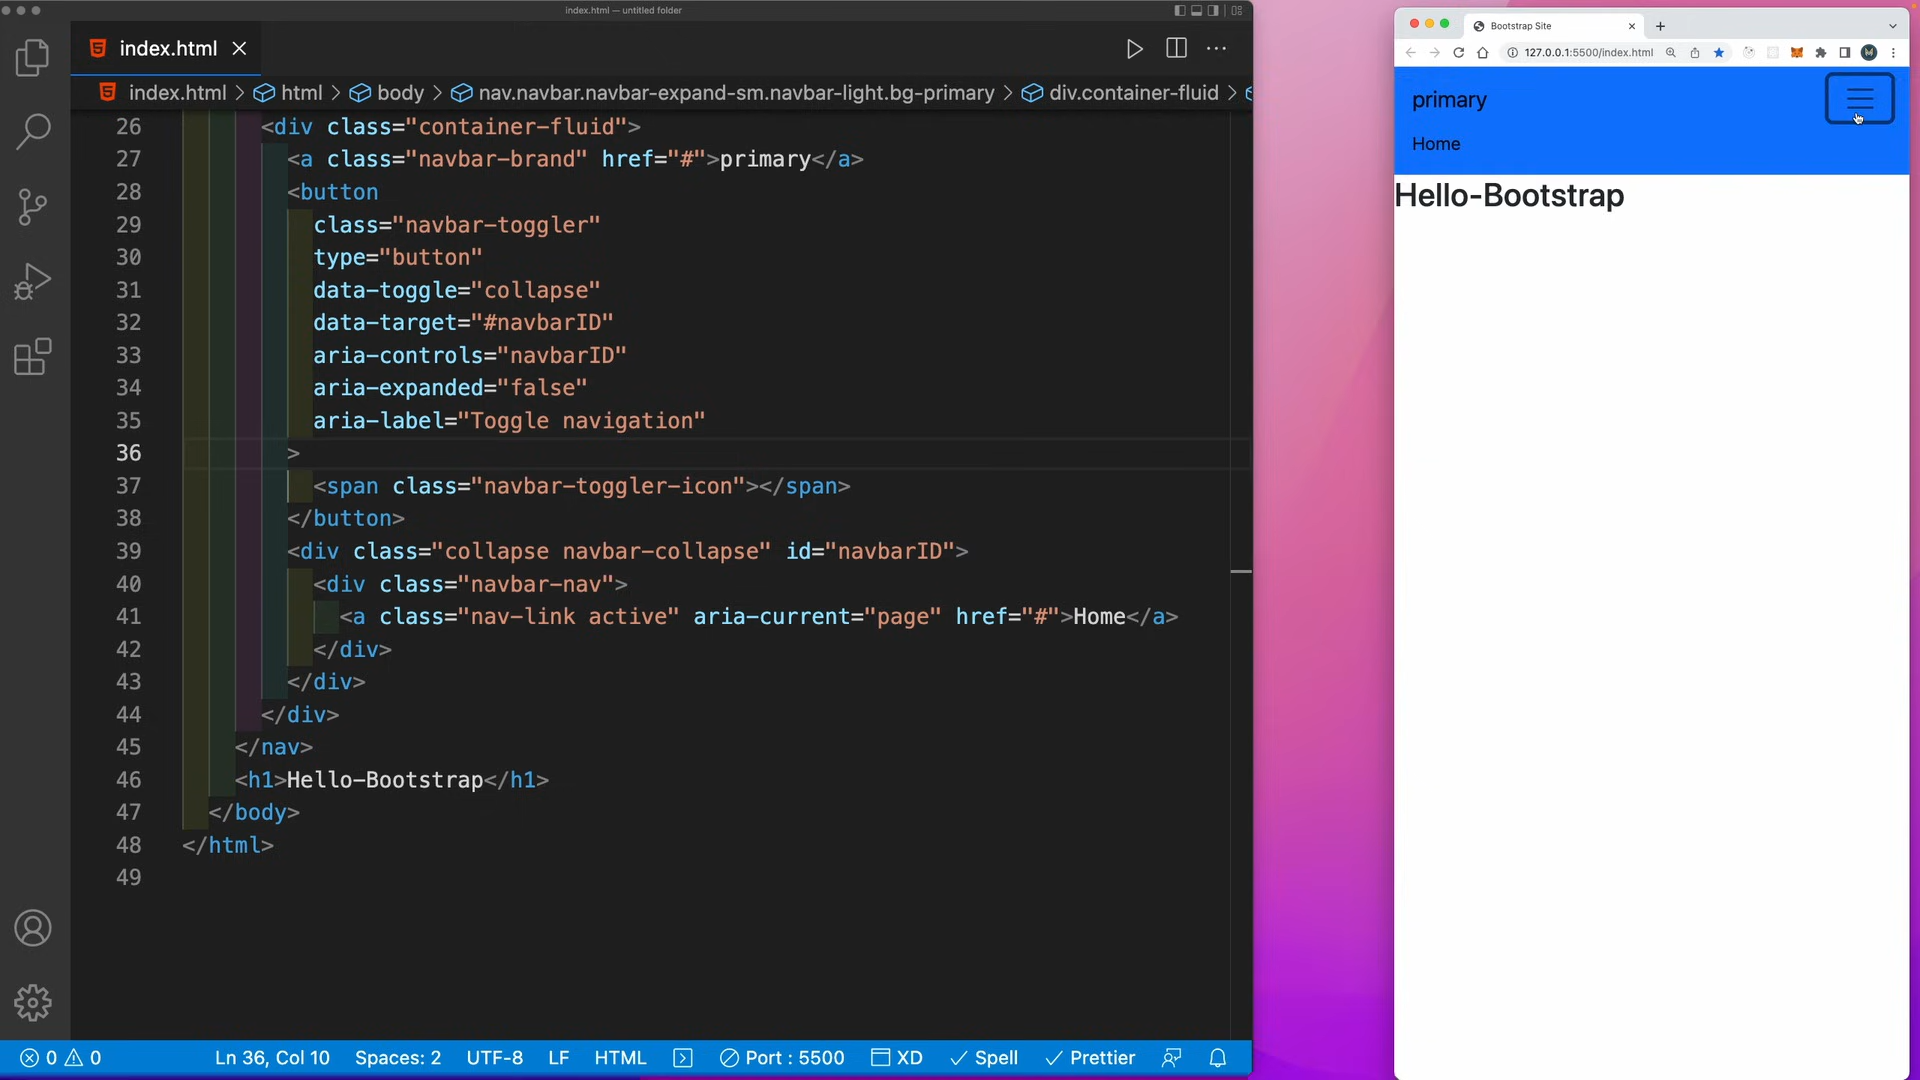 index.html — untitled folder
index.html
index.html > html > body > nav.navbar.navbar-expand-sm.navbar-light.bg-primary > div.container-fluid >
26 <div class="container-fluid">
27 <a class="navbar-brand" href="#">primary</a>
28 <button
29 class="navbar-toggler"
30 type="button"
31 data-toggle="collapse"
32 data-target="#navbarID"
33 aria-controls="navbarID"
34 aria-expanded="false"
35 aria-label="Toggle navigation"
36 >
37 <span class="navbar-toggler-icon"></span>
38 </button>
39 <div class="collapse navbar-collapse" id="navbarID">
40 <div class="navbar-nav">
41 <a class="nav-link active" aria-current="page" href="#">Home</a>
42 </div>
43 </div>
44 </div>
45 </nav>
46 <h1>Hello-Bootstrap</h1>
47 </body>
48 </html>
49
0 0 Ln 36, Col 10 Spaces: 2 UTF-8 LF HTML Port : 5500 XD Spell Prettier
Bootstrap Site
127.0.0.1:5500/index.html
primary
Home
Hello-Bootstrap